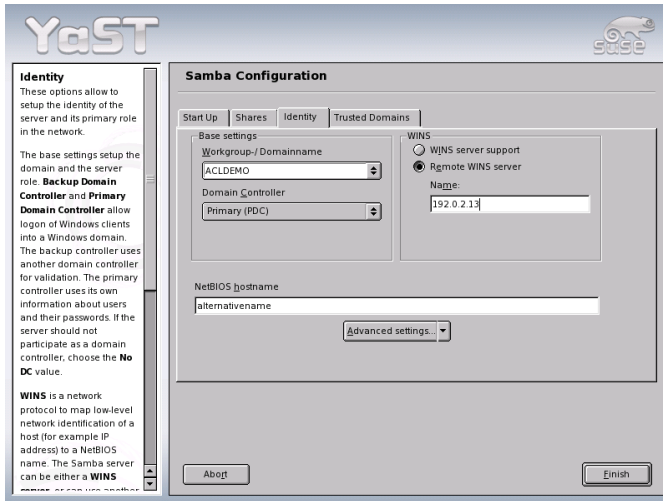 YaST
SUSE
Identity
These options allow to
setup the identity of the
server and its primary role
in the network.
The base settings setup the
domain and the server
role. Backup Domain
Controller and Primary
Domain Controller allow
logon of Windows clients
into a Windows domain.
The backup controller uses
another domain controller
for validation. The primary
controller uses its own
information about users
and their passwords. If the
server should not
participate as a domain
controller, choose the No
DC value.
WINS is a network
protocol to map low-level
network identification of a
host (for example IP
address) to a NetBIOS
name. The Samba server
can be either a WINS
server, or can use another
Samba Configuration
Start Up Shares Identity Trusted Domains
Base settings
Workgroup-/ Domainname
ACLDEMO
Domain Controller
Primary (PDC)
WINS
WINS server support
Remote WINS server
Name:
192.0.2.13
NetBIOS hostname
alternativename
Advanced settings...
Abort
Finish